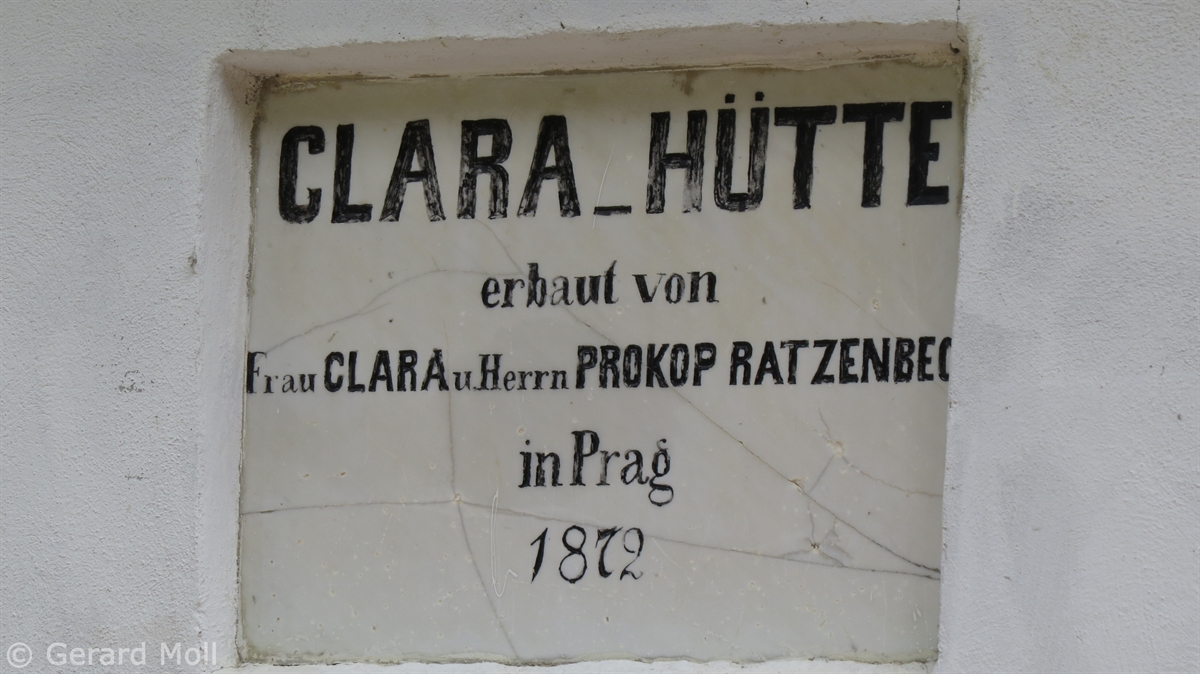 CLARA_HÜTTE
erbaut von
Frau CLARA u. Herrn PROKOP RATZENBEC
in Prag
1872
© Gerard Moll